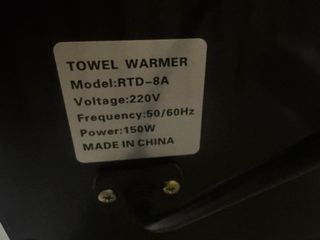 TOWEL WARMER
Model:RTD-8A
Voltage:220V
Frequency:50/60Hz
Power:150W
MADE IN CHINA